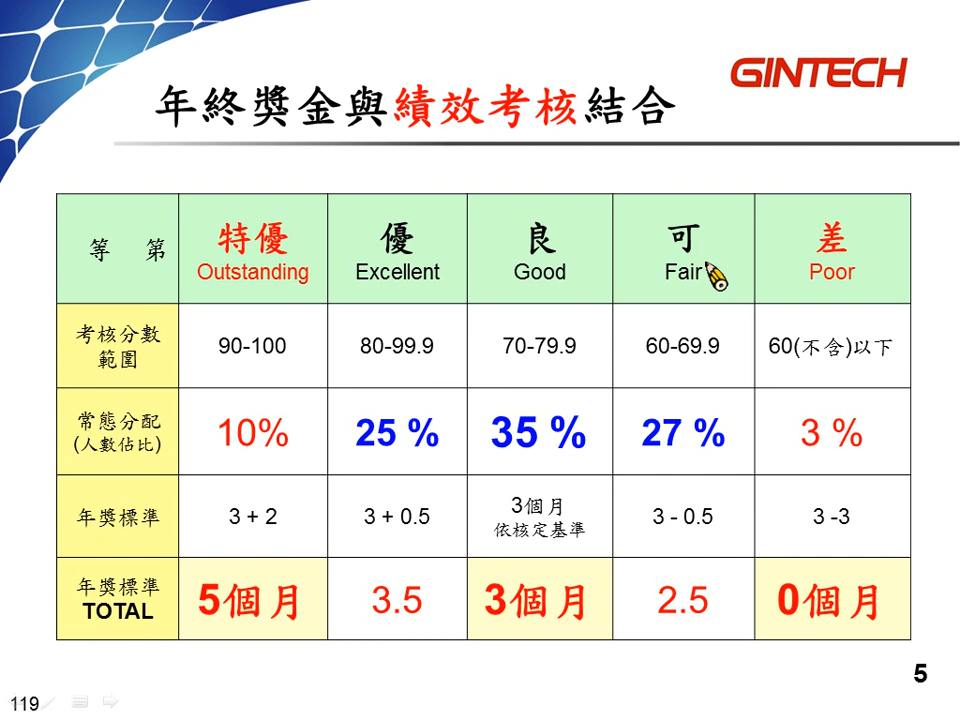 GINTECH
年終獎金與績效考核結合
等 第
特優
Outstanding
優
Excellent
良
Good
可
Fair
差
Poor
考核分數
範圍
90-100
80-99.9
70-79.9
60-69.9
60(不含)以下
常態分配
(人數佔比)
10%
25 %
35 %
27 %
3 %
年獎標準
3 + 2
3 + 0.5
3個月
依核定基準
3 - 0.5
3 -3
年獎標準
TOTAL
5個月
3.5
3個月
2.5
0個月
5
119